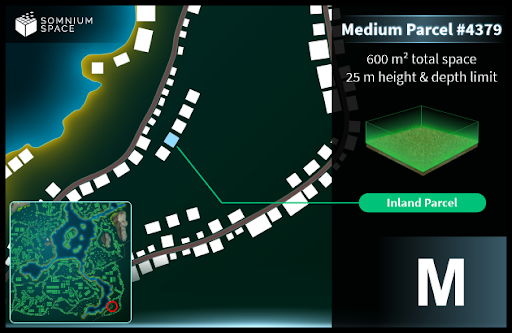 SOMNIUM
SPACE
Medium Parcel #4379
600 m² total space
25 m height & depth limit
Inland Parcel
M